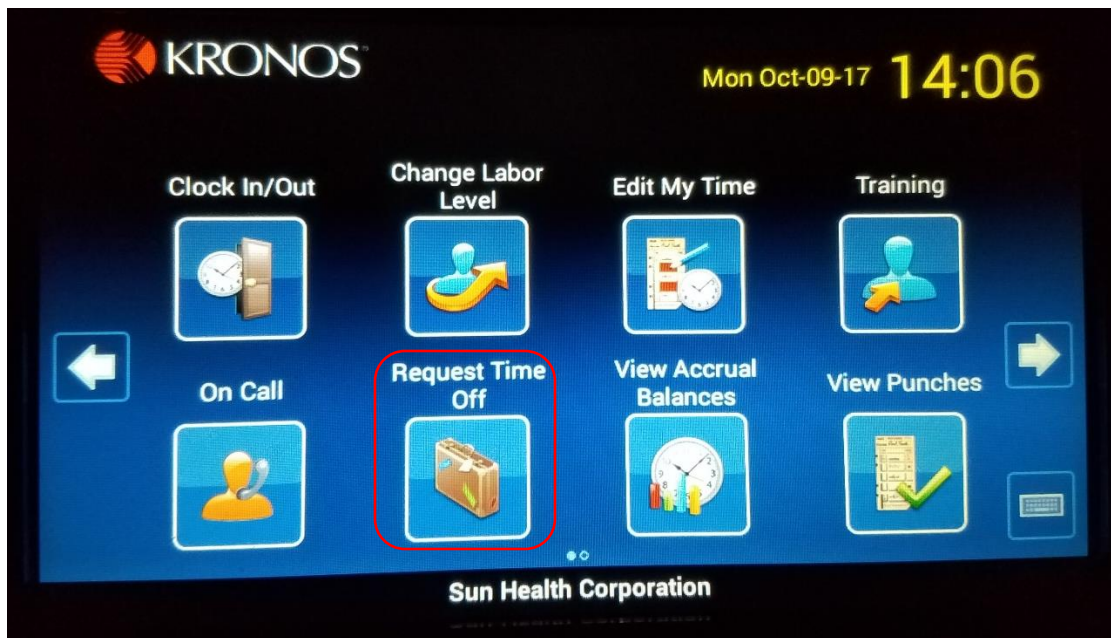 KRONOS
Mon Oct-09-17 14:06
Clock In/Out
Change Labor
Level
Edit My Time
Training
On Call
Request Time
Off
View Accrual
Balances
View Punches
Sun Health Corporation